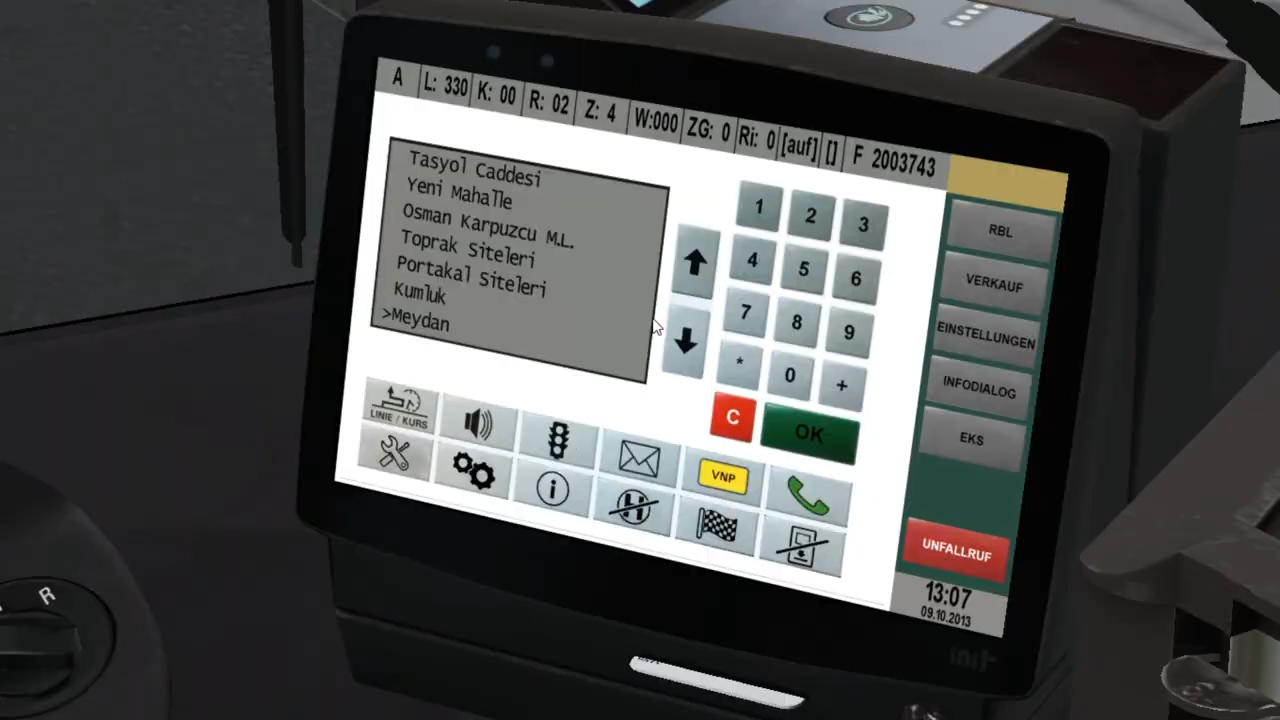 A L: 330 K: 00 R: 02 Z: 4 W:000 ZG: 0 Ri: 0 [auf] [] F 2003743
Tasyol Caddesi
Yeni Mahalle
Osman Karpuzcu M.L.
Toprak Siteleri
Portakal Siteleri
Kumluk
>Meydan
1 2 3
4 5 6
7 8 9
* 0 +
C OK
LINIE / KURS
VNP
RBL
VERKAUF
EINSTELLUNGEN
INFODIALOG
EKS
UNFALLRUF
13:07
09.10.2013
init
R